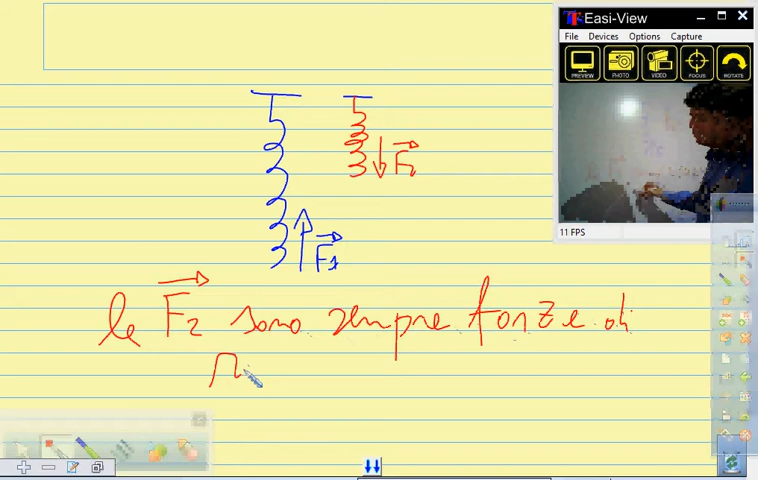 Easi-View
File Devices Options Capture
PREVIEW PHOTO VIDEO FOCUS ROTATE
F₂
F₁
11 FPS
le F₂ sono sempre forze di